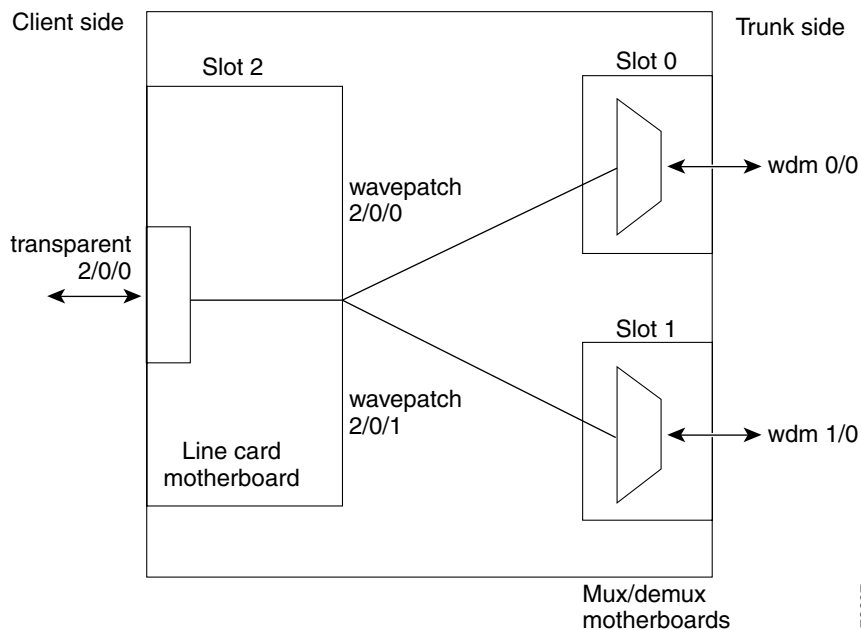 Client side
Trunk side
Slot 2
Slot 0
wavepatch
2/0/0
wdm 0/0
transparent
2/0/0
Slot 1
wavepatch
2/0/1
wdm 1/0
Line card
motherboard
Mux/demux
motherboards